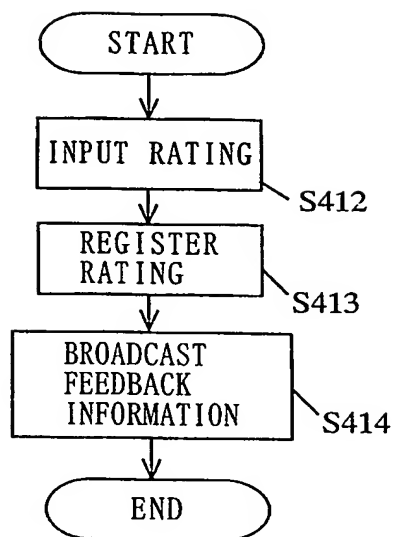 START
INPUT RATING
S412
REGISTER
RATING
S413
BROADCAST
FEEDBACK
INFORMATION
S414
END